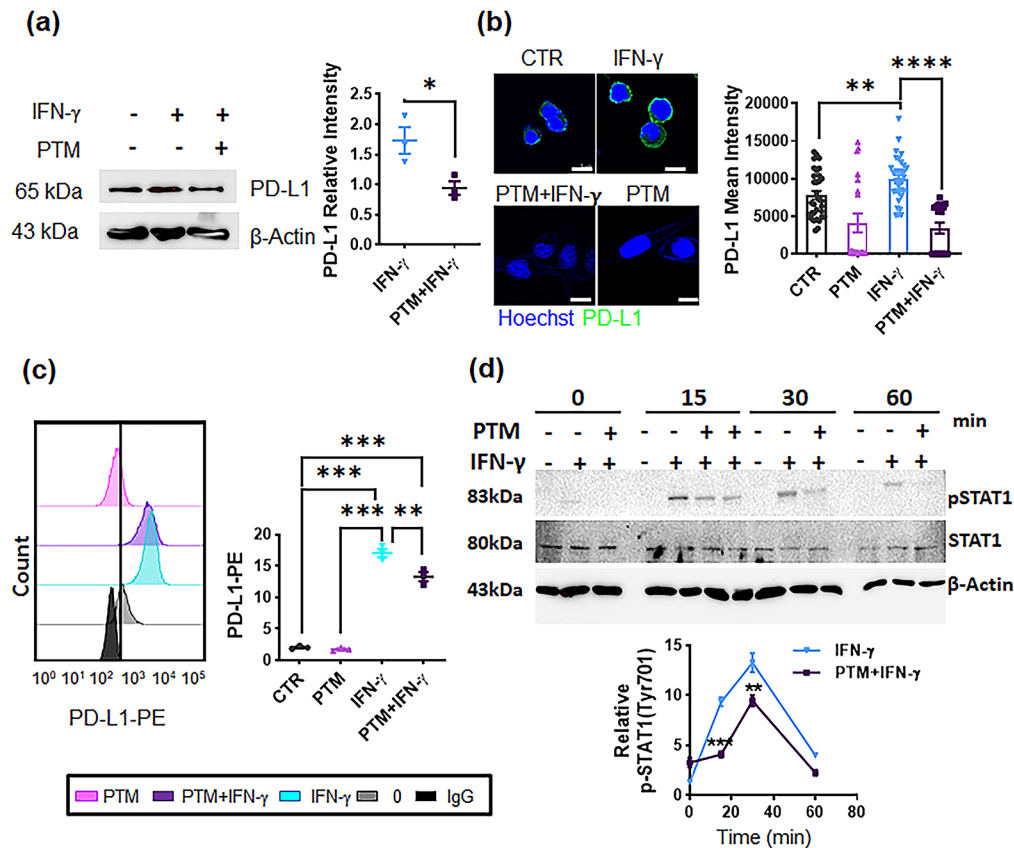 (a)
IFN-γ - + +
PTM - - +
65 kDa PD-L1
43 kDa β-Actin
PD-L1 Relative Intensity
2.5
2.0
1.5
1.0
0.5
0.0
*
IFN-γ
PTM+IFN-γ
(b)
CTR IFN-γ
PTM+IFN-γ PTM
Hoechst PD-L1
PD-L1 Mean Intensity
20000
15000
10000
5000
0
** ****
CTR
PTM
IFN-γ
PTM+IFN-γ
(c)
Count
10⁰ 10¹ 10² 10³ 10⁴ 10⁵
PD-L1-PE
PD-L1-PE
20
15
10
5
0
***
***
*** **
CTR
PTM
IFN-γ
PTM+IFN-γ
PTM PTM+IFN-γ IFN-γ 0 IgG
(d)
0 15 30 60 min
PTM - - + - - + + - - + - - +
IFN-γ - + + - + + + - + + - + +
83kDa pSTAT1
80kDa STAT1
43kDa β-Actin
Relative
p-STAT1(Tyr701)
15
10
5
0
IFN-γ
PTM+IFN-γ
***
**
0 20 40 60 80
Time (min)